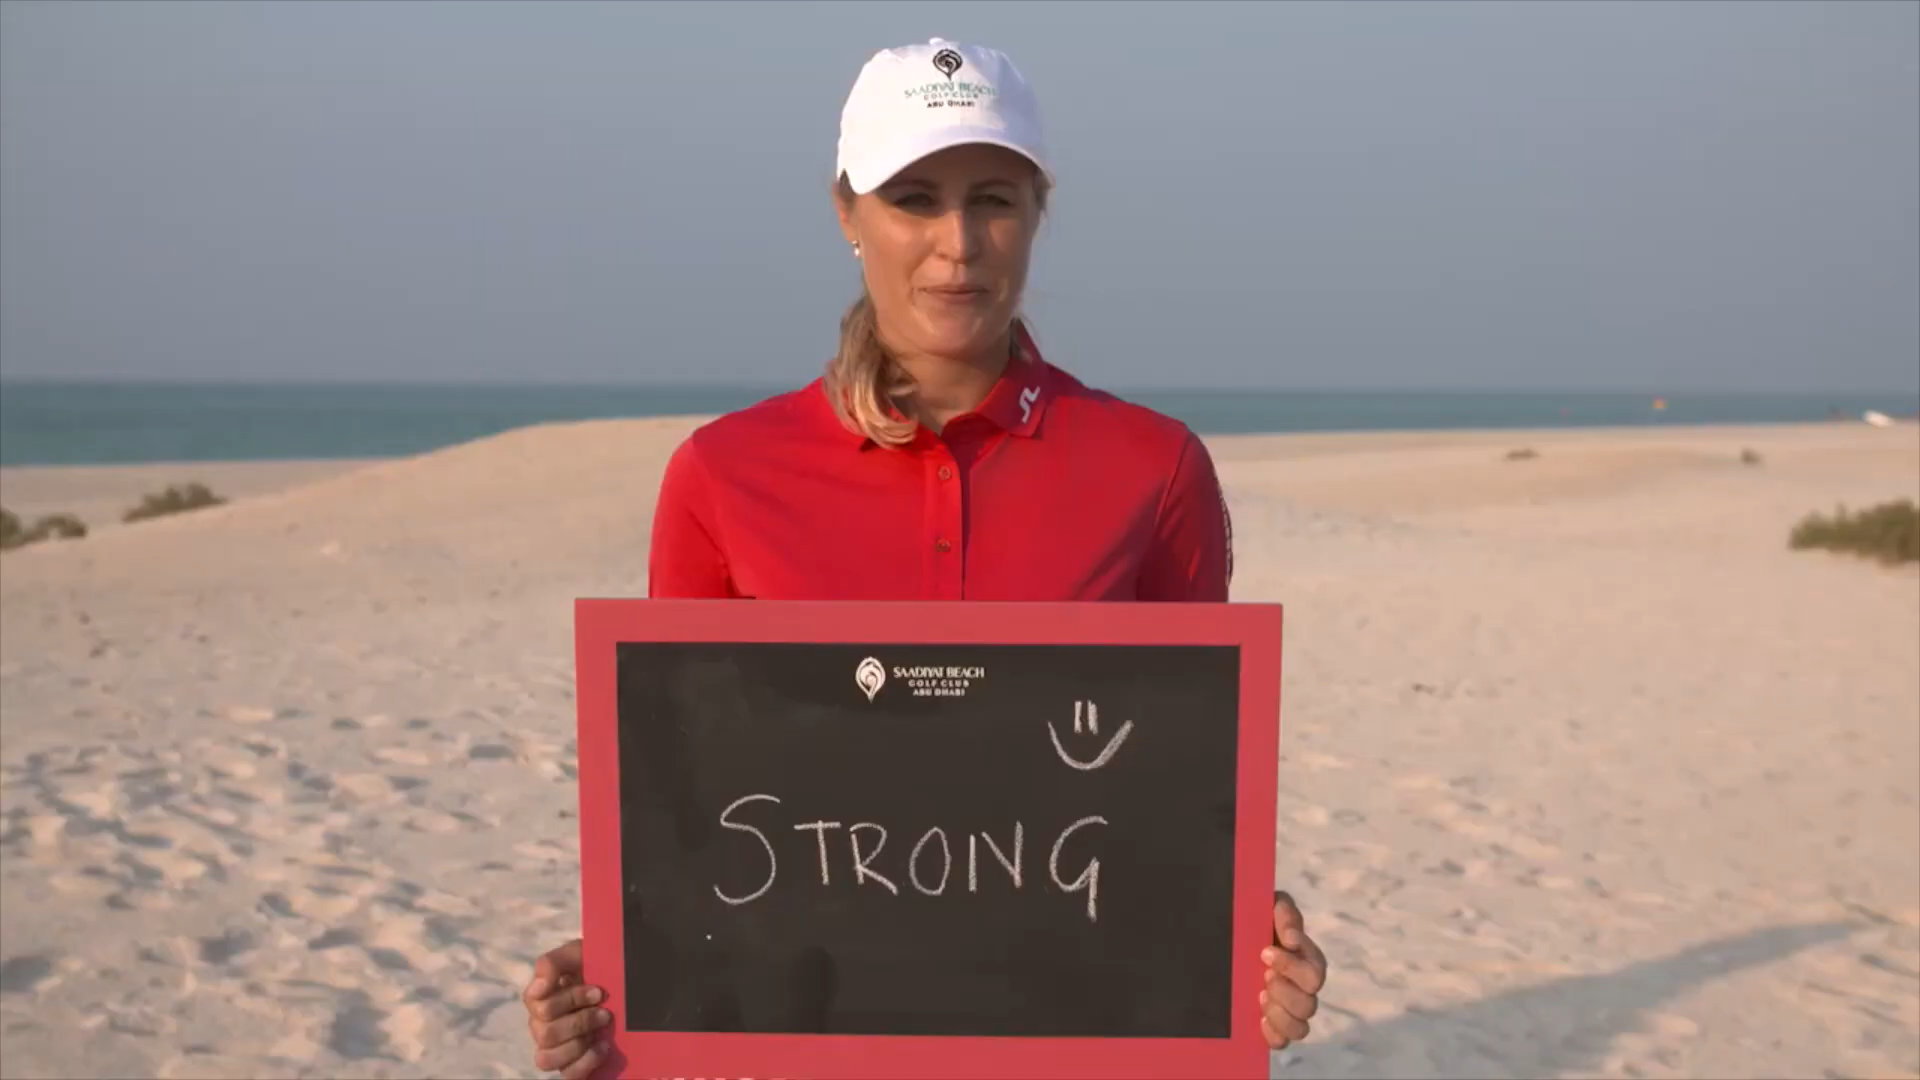 SAADIYAT BEACH
GOLF CLUB
ABU DHABI
SAADIYAT BEACH
GOLF CLUB
ABU DHABI
STRONG